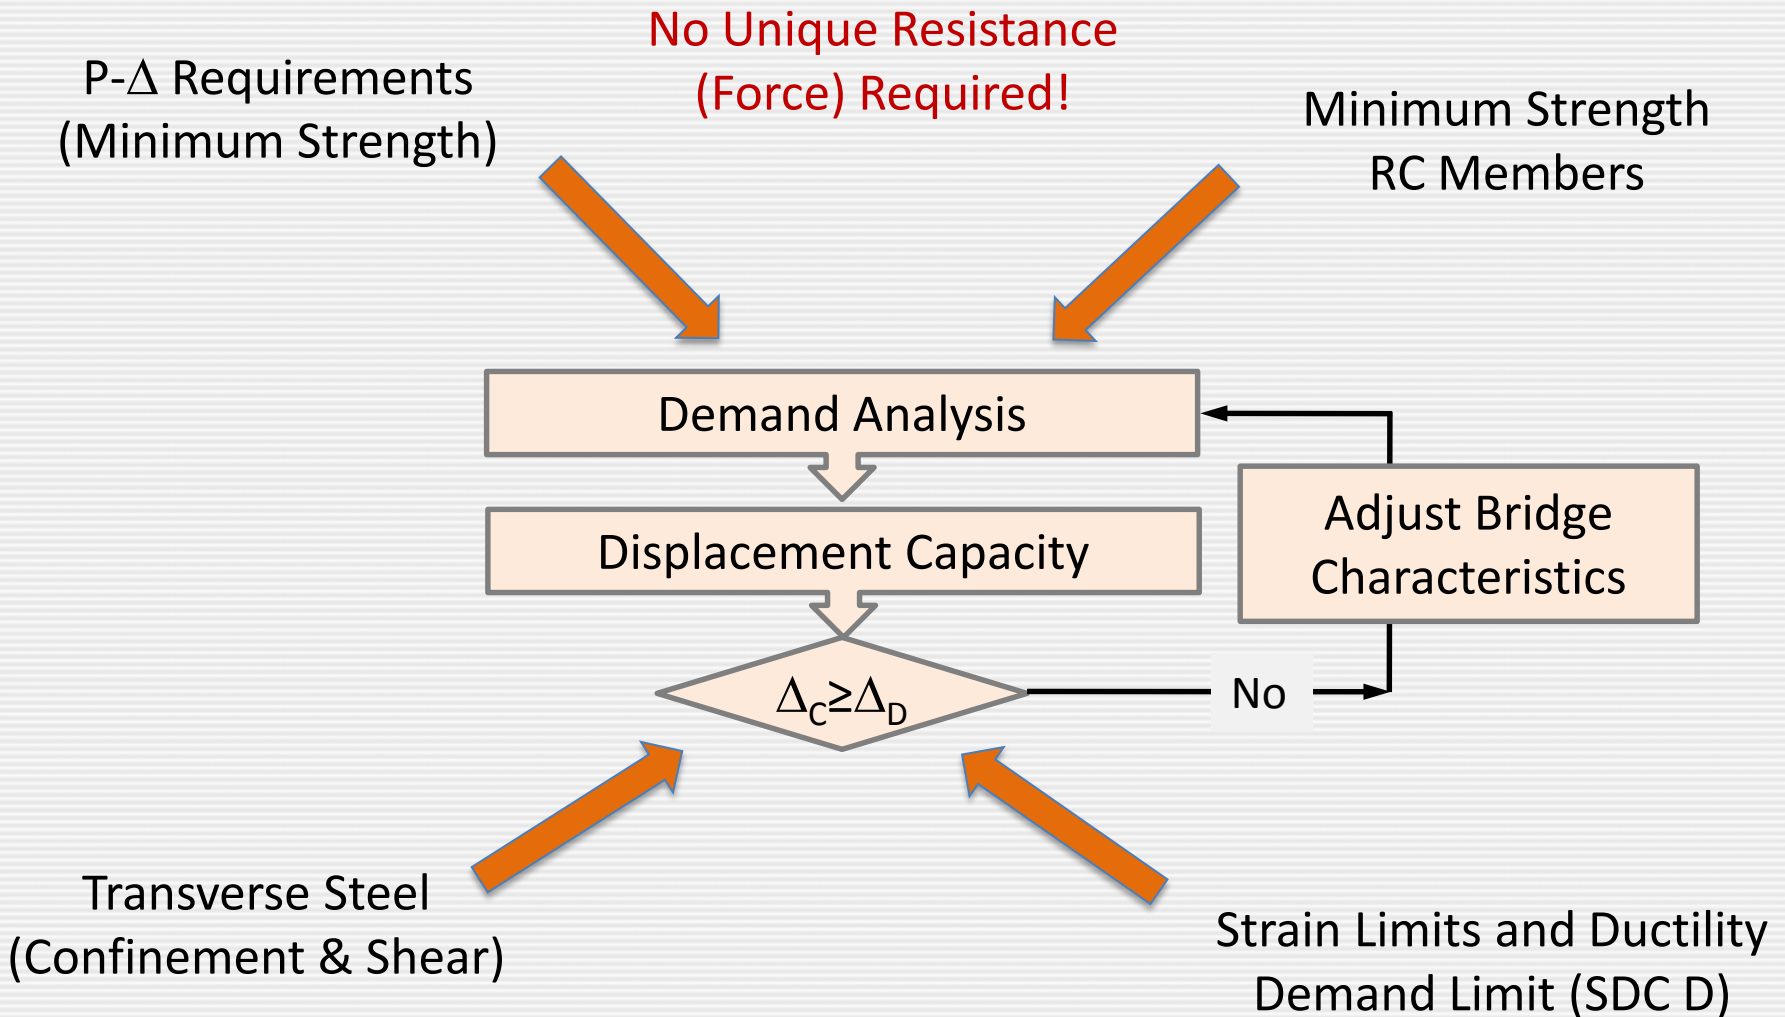 No Unique Resistance
(Force) Required!
P-Δ Requirements
(Minimum Strength)
Minimum Strength
RC Members
Demand Analysis
Displacement Capacity
Adjust Bridge
Characteristics
ΔC≥ΔD
No
Transverse Steel
(Confinement & Shear)
Strain Limits and Ductility
Demand Limit (SDC D)